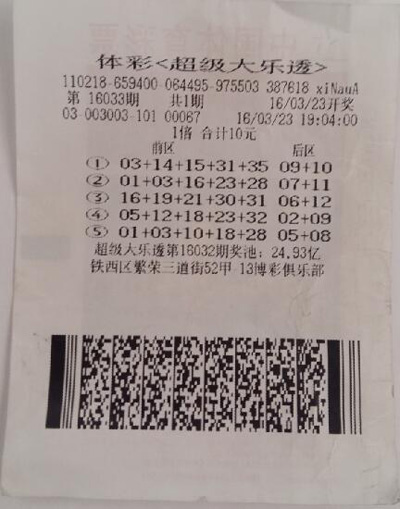 体彩<超级大乐透>
110218-659400-064495-975503 387618 xiNauA
第 16033期 共1期 16/03/23开奖
03-003003-101 00067 16/03/23 19:04:00
1倍 合计10元
前区 后区
① 03+14+15+31+35 09+10
② 01+03+16+23+28 07+11
③ 16+19+21+30+31 06+12
④ 05+12+18+23+32 02+09
⑤ 01+03+10+18+28 05+08
超级大乐透第16032期奖池: 24.93亿
铁西区繁荣三道街52甲 13博彩俱乐部